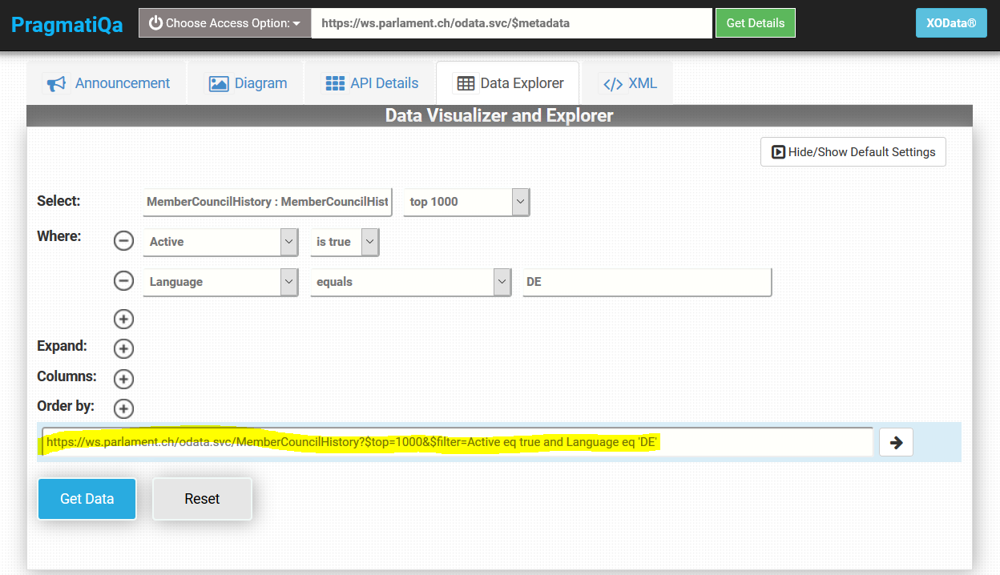 PragmatiQa
Choose Access Option:
https://ws.parlament.ch/odata.svc/$metadata
Get Details
XOData®
Announcement
Diagram
API Details
Data Explorer
</> XML
Data Visualizer and Explorer
Hide/Show Default Settings
Select:
MemberCouncilHistory : MemberCouncilHist
top 1000
Where:
Active
is true
Language
equals
DE
Expand:
Columns:
Order by:
https://ws.parlament.ch/odata.svc/MemberCouncilHistory?$top=1000&$filter=Active eq true and Language eq 'DE'
Get Data
Reset